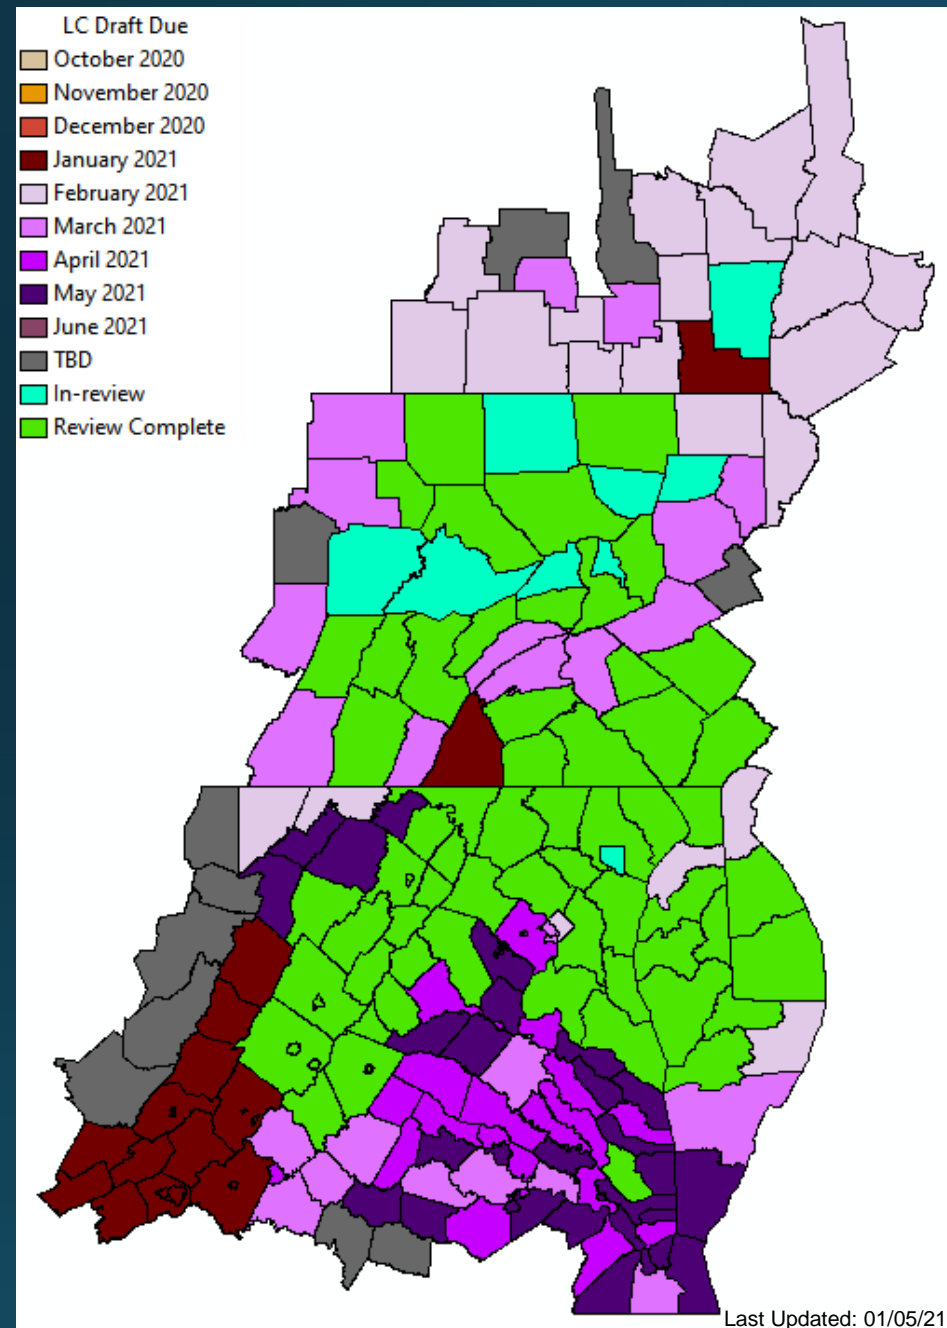 LC Draft Due
October 2020
November 2020
December 2020
January 2021
February 2021
March 2021
April 2021
May 2021
June 2021
TBD
In-review
Review Complete
Last Updated: 01/05/21